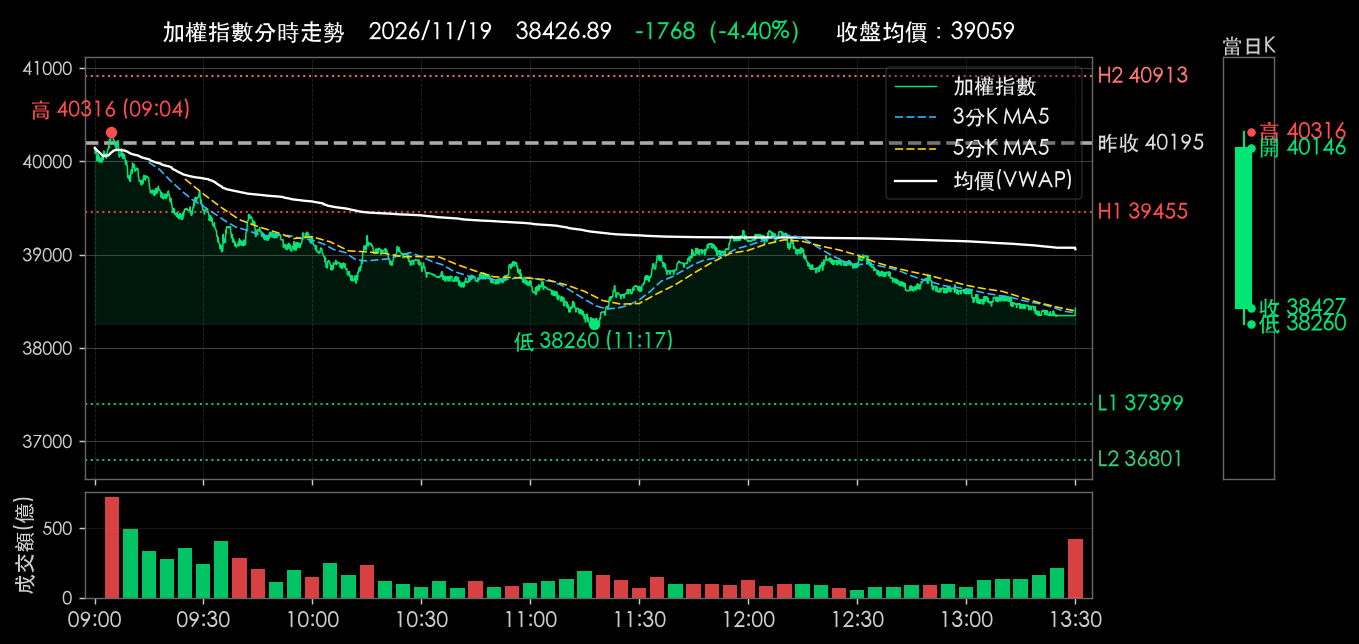 加權指數分時走勢 2026/11/19 38426.89 -1768 (-4.40%) 收盤均價：39059
當日K
41000
40000
39000
38000
37000
高 40316 (09:04)
低 38260 (11:17)
加權指數
3分K MA5
5分K MA5
均價(VWAP)
H2 40913
昨收 40195
H1 39455
L1 37399
L2 36801
高 40316
開 40146
收 38427
低 38260
成交額(億)
500
0
09:00 09:30 10:00 10:30 11:00 11:30 12:00 12:30 13:00 13:30